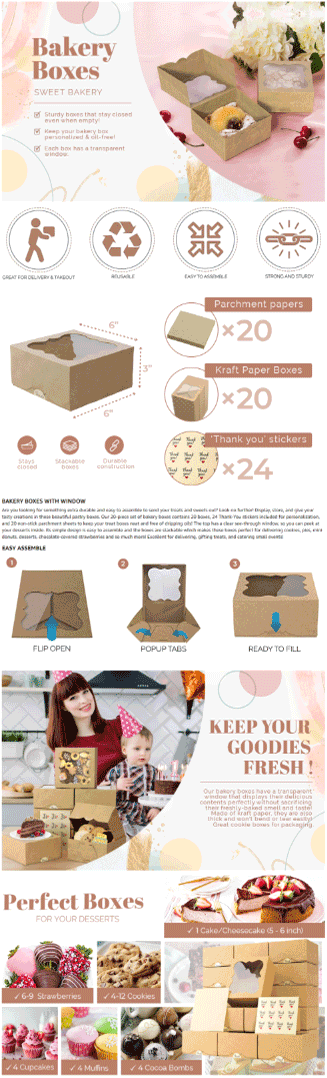 Bakery
Boxes
SWEET BAKERY
Sturdy boxes that stay closed
even when empty!
Keep your bakery box
personalized & oil-free!
Each box has a transparent
window
GREAT FOR DELIVERY & TAKEOUT
REUSABLE
EASY TO ASSEMBLE
STRONG AND STURDY
6"
3"
6"
Parchment papers
×20
Kraft Paper Boxes
×20
'Thank you' stickers
×24
Stays
closed
Stackable
boxes
Durable
construction
BAKERY BOXES WITH WINDOW
Are you looking for something extra durable and easy to assemble to send your treats and sweets out? Look no further! Display, store, and give your
tasty creations in these beautiful pastry boxes. Our 20-piece set of bakery boxes contains 20 boxes, 24 Thank-You stickers included for personalization,
and 20 non-stick parchment sheets to keep your treat boxes neat and free of dripping oils! The top has a clear see-through window, so you can peek at
your desserts inside. Its simple design is easy to assemble and the boxes are stackable which makes these boxes perfect for delivering cookies, pies, mini
donuts, desserts, chocolate-covered strawberries and so much more! Excellent for delivering, gifting treats, and catering small events!
EASY ASSEMBLE
1
2
3
FLIP OPEN
POPUP TABS
READY TO FILL
KEEP YOUR
GOODIES
FRESH !
Our bakery boxes have a transparent
window that displays their delicious
contents perfectly without sacrificing
their freshly-baked smell and taste!
Made of kraft paper, they are also
thick and won't bend or tear easily!
Great cookie boxes for packaging
Perfect Boxes
FOR YOUR DESSERTS
✓ 1 Cake/Cheesecake (5 - 6 inch)
✓ 6-9 Strawberries
✓ 4-12 Cookies
✓ 4 Cupcakes
✓ 4 Muffins
✓ 4 Cocoa Bombs